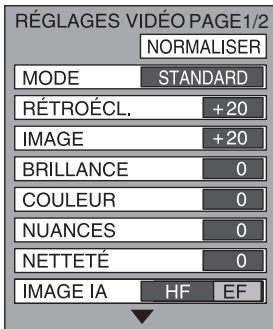 RÉGLAGES VIDÉO PAGE1/2
NORMALISER
MODE STANDARD
RÉTROÉCL. +20
IMAGE +20
BRILLANCE 0
COULEUR 0
NUANCES 0
NETTETÉ 0
IMAGE IA HF EF